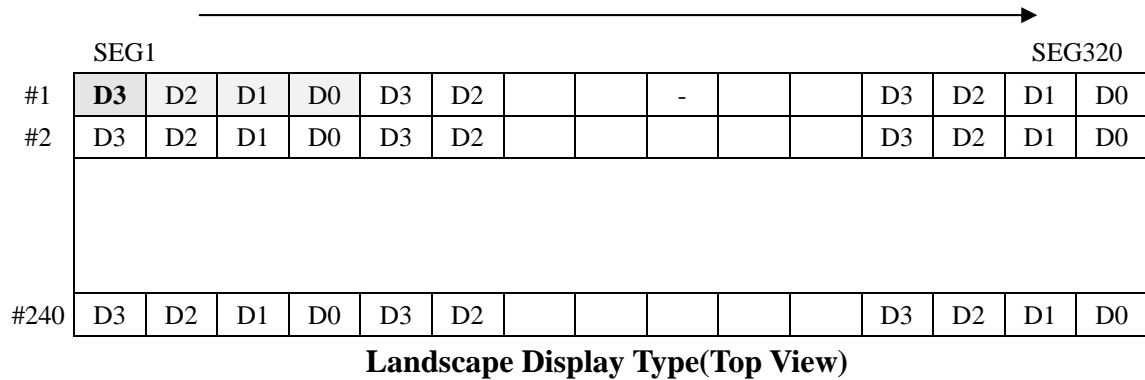 SEG1 SEG320
#1 D3 D2 D1 D0 D3 D2 - D3 D2 D1 D0
#2 D3 D2 D1 D0 D3 D2 D3 D2 D1 D0
#240 D3 D2 D1 D0 D3 D2 D3 D2 D1 D0
Landscape Display Type(Top View)